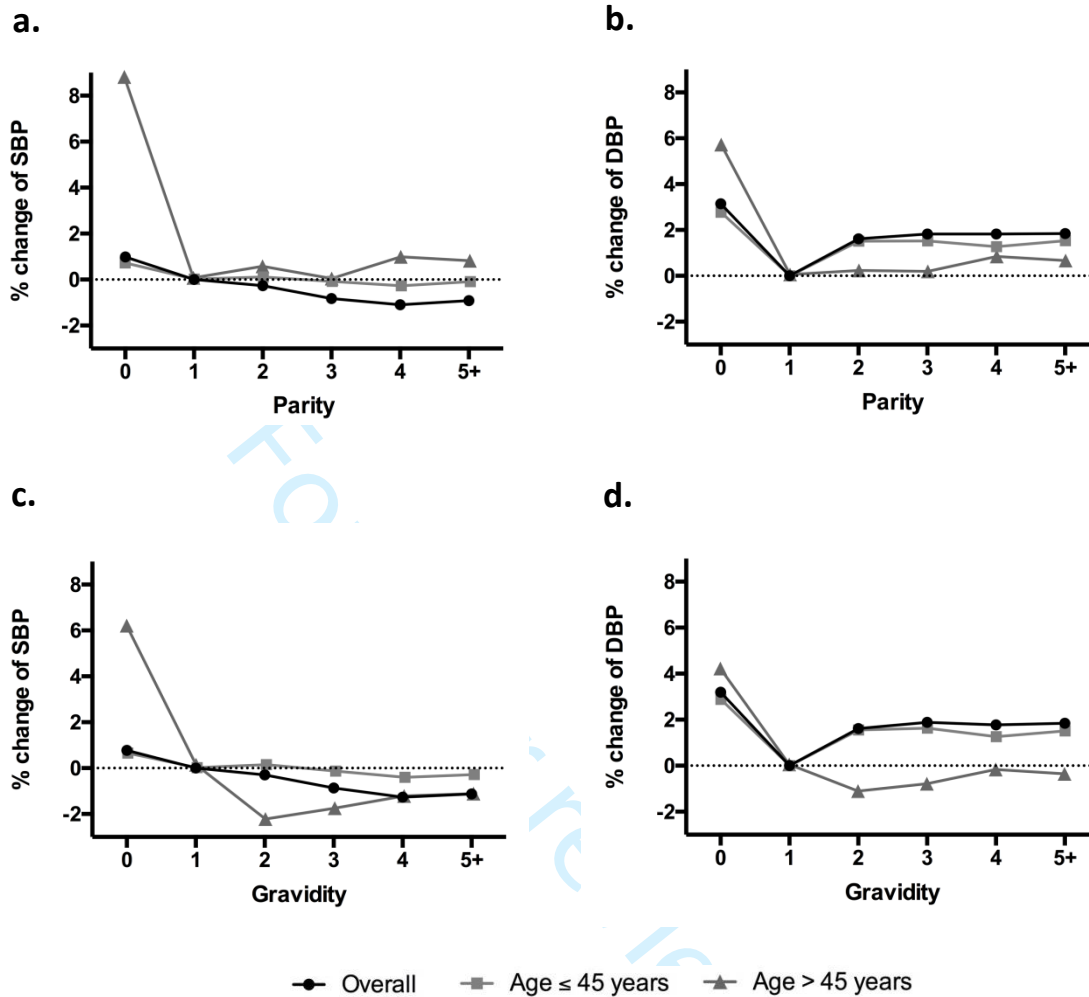 a.
% change of SBP
8
6
4
2
0
-2
0 1 2 3 4 5+
Parity
b.
% change of DBP
8
6
4
2
0
-2
0 1 2 3 4 5+
Parity
c.
% change of SBP
8
6
4
2
0
-2
0 1 2 3 4 5+
Gravidity
d.
% change of DBP
8
6
4
2
0
-2
0 1 2 3 4 5+
Gravidity
Overall Age ≤ 45 years Age > 45 years